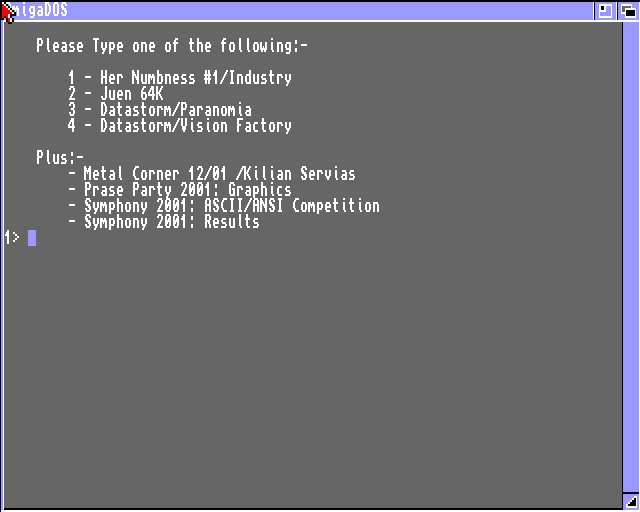 migaDOS
Please Type one of the following:-
1 - Her Numbness #1/Industry
2 - Juen 64K
3 - Datastorm/Paranomia
4 - Datastorm/Vision Factory
Plus:-
- Metal Corner 12/01 /Kilian Servias
- Prase Party 2001: Graphics
- Symphony 2001: ASCII/ANSI Competition
- Symphony 2001: Results
1>